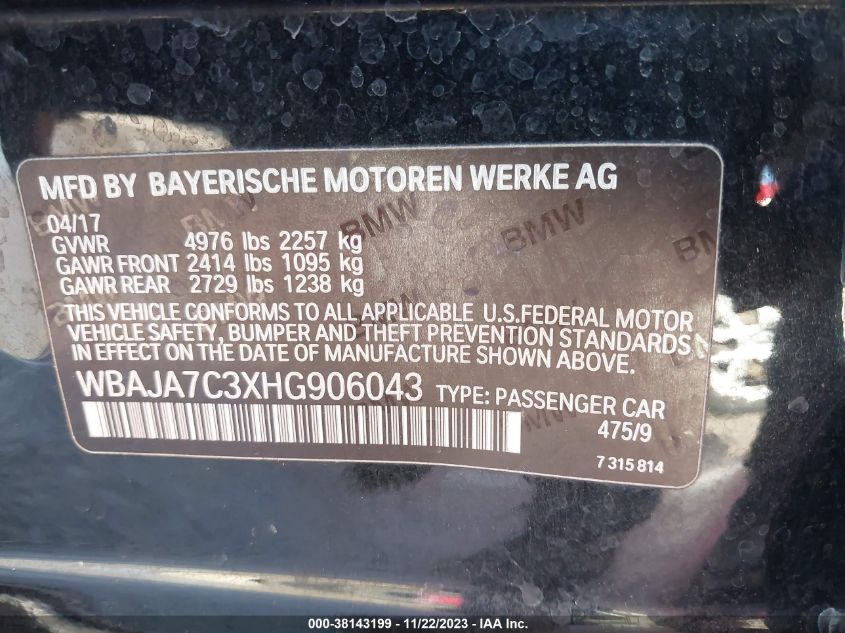 MFD BY BAYERISCHE MOTOREN WERKE AG
04/17
GVWR 4976 lbs 2257 kg
GAWR FRONT 2414 lbs 1095 kg
GAWR REAR 2729 lbs 1238 kg
THIS VEHICLE CONFORMS TO ALL APPLICABLE U.S.FEDERAL MOTOR
VEHICLE SAFETY, BUMPER AND THEFT PREVENTION STANDARDS
IN EFFECT ON THE DATE OF MANUFACTURE SHOWN ABOVE.
WBAJA7C3XHG906043 TYPE: PASSENGER CAR
475/9
7 315 814
BMW
BMW
BMW
000-38143199 - 11/22/2023 - IAA Inc.